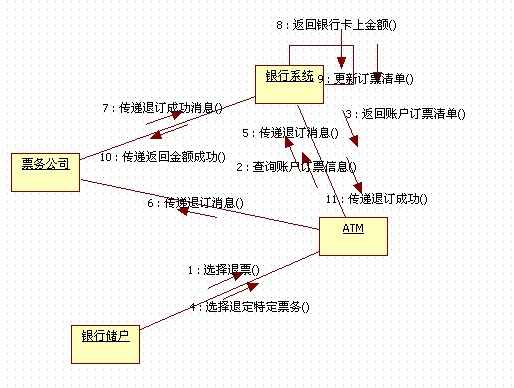 8 : 返回银行卡上金额()
银行系统
9 : 更新订票清单()
7 : 传递退订成功消息()
3 : 返回账户订票清单()
5 : 传递退订消息()
10 : 传递返回金额成功()
2 : 查询账户订票信息()
票务公司
6 : 传递退订消息()
11 : 传递退订成功()
ATM
1 : 选择退票()
4 : 选择退定特定票务()
银行储户